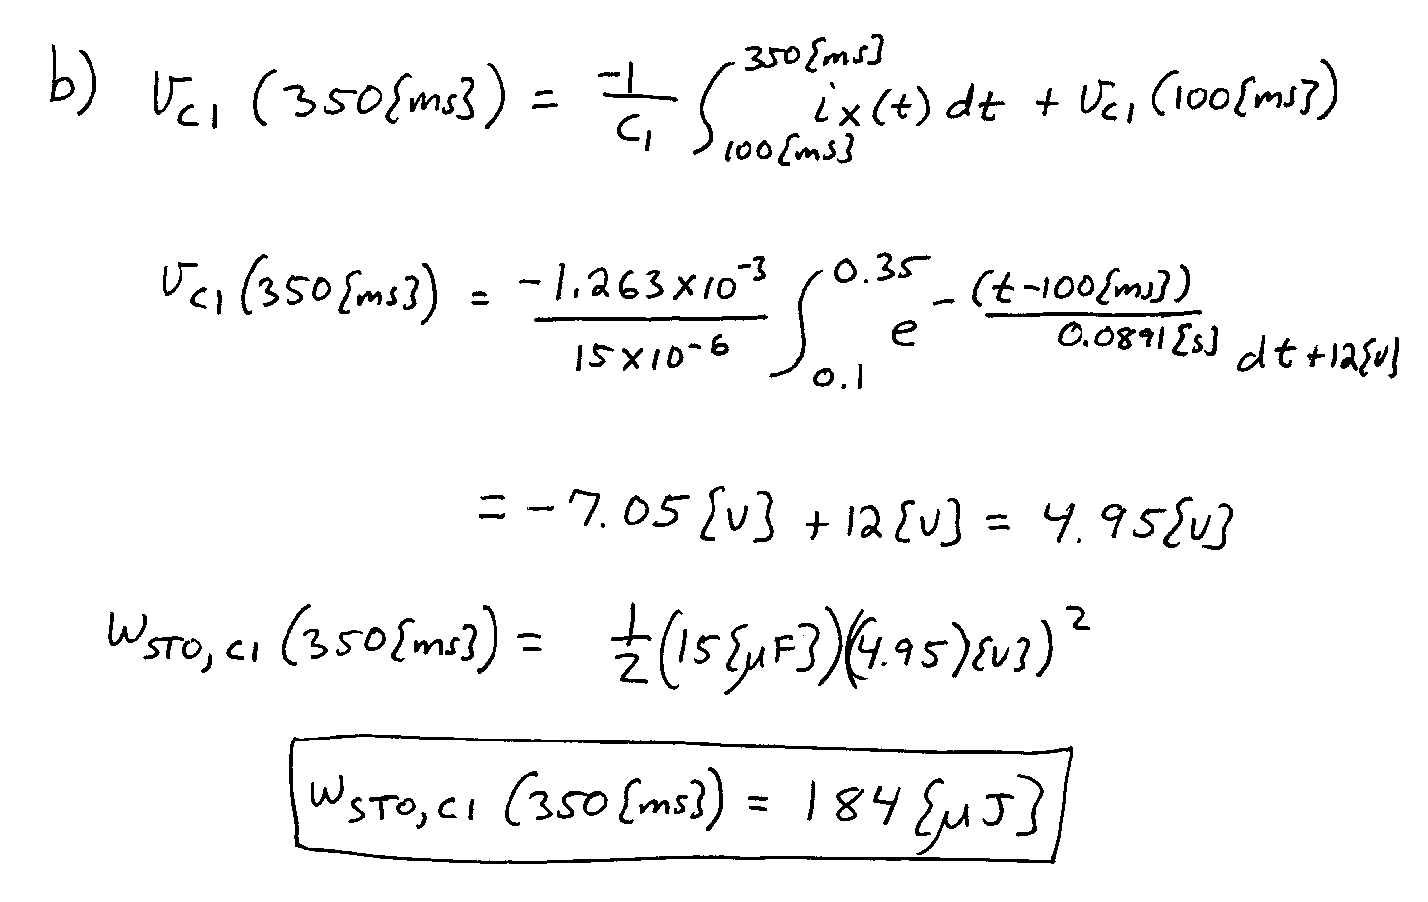 b) v_C1 (350{ms}) = -1/C1 ∫_{100{ms}}^{350{ms}} i_X(t) dt + v_C1 (100{ms})
v_C1 (350{ms}) = -1.263×10^-3 / 15×10^-6 ∫_{0.1}^{0.35} e^{-(t-100{ms})/0.0891{s}} dt + 12{V}
= -7.05{V} + 12{V} = 4.95{V}
W_STO,C1 (350{ms}) = 1/2 (15{μF})((4.95){V})^2
W_STO,C1 (350{ms}) = 184{μJ}